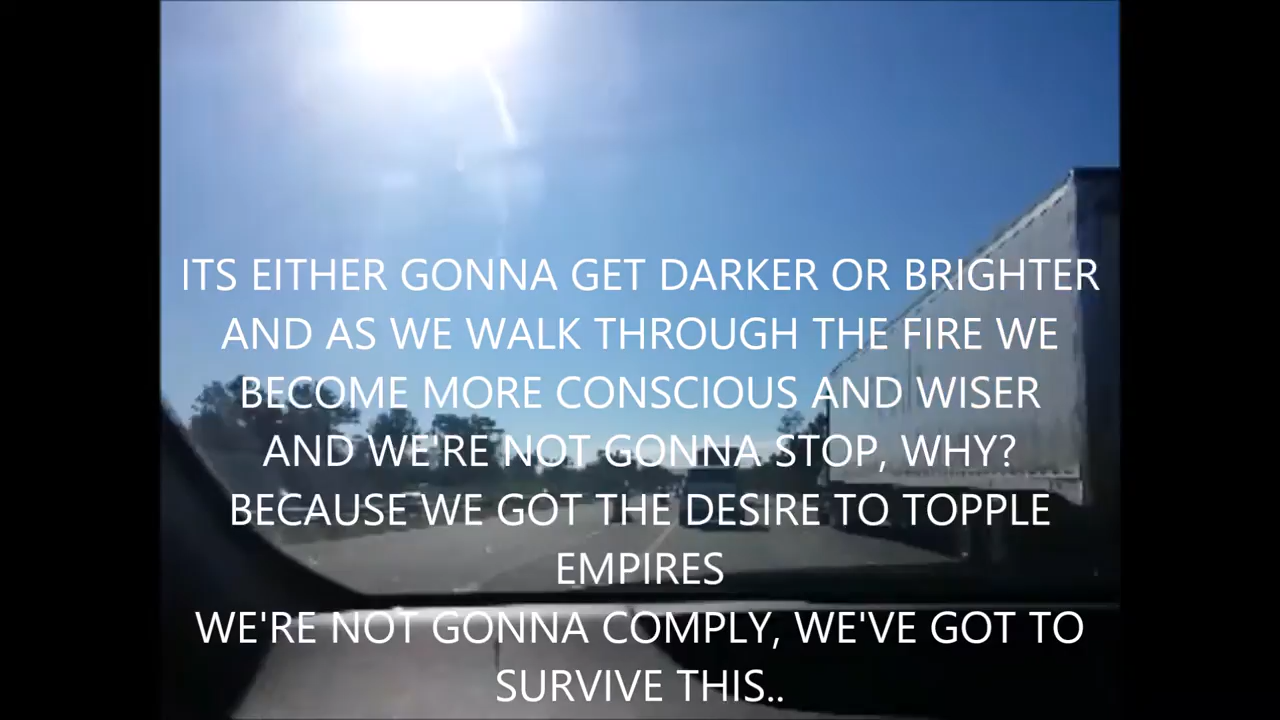 ITS EITHER GONNA GET DARKER OR BRIGHTER
AND AS WE WALK THROUGH THE FIRE WE
BECOME MORE CONSCIOUS AND WISER
AND WE'RE NOT GONNA STOP, WHY?
BECAUSE WE GOT THE DESIRE TO TOPPLE
EMPIRES
WE'RE NOT GONNA COMPLY, WE'VE GOT TO
SURVIVE THIS..